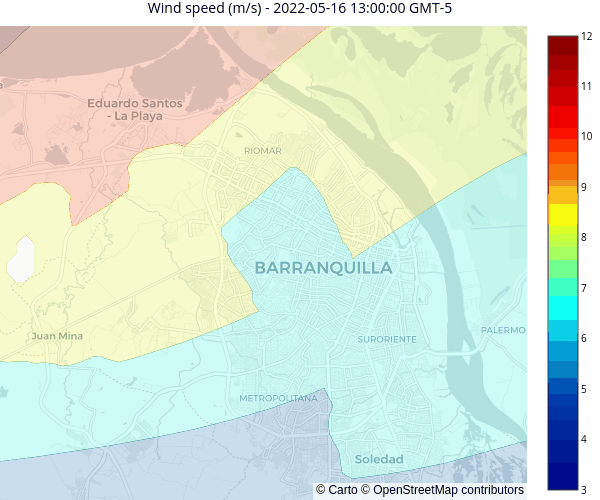 Wind speed (m/s) - 2022-05-16 13:00:00 GMT-5
12
11
10
9
8
7
6
5
4
3
Eduardo Santos
- La Playa
RIOMAR
BARRANQUILLA
PALERMO
Juan Mina
SURORIENTE
METROPOLITANA
Soledad
© Carto © OpenStreetMap contributors